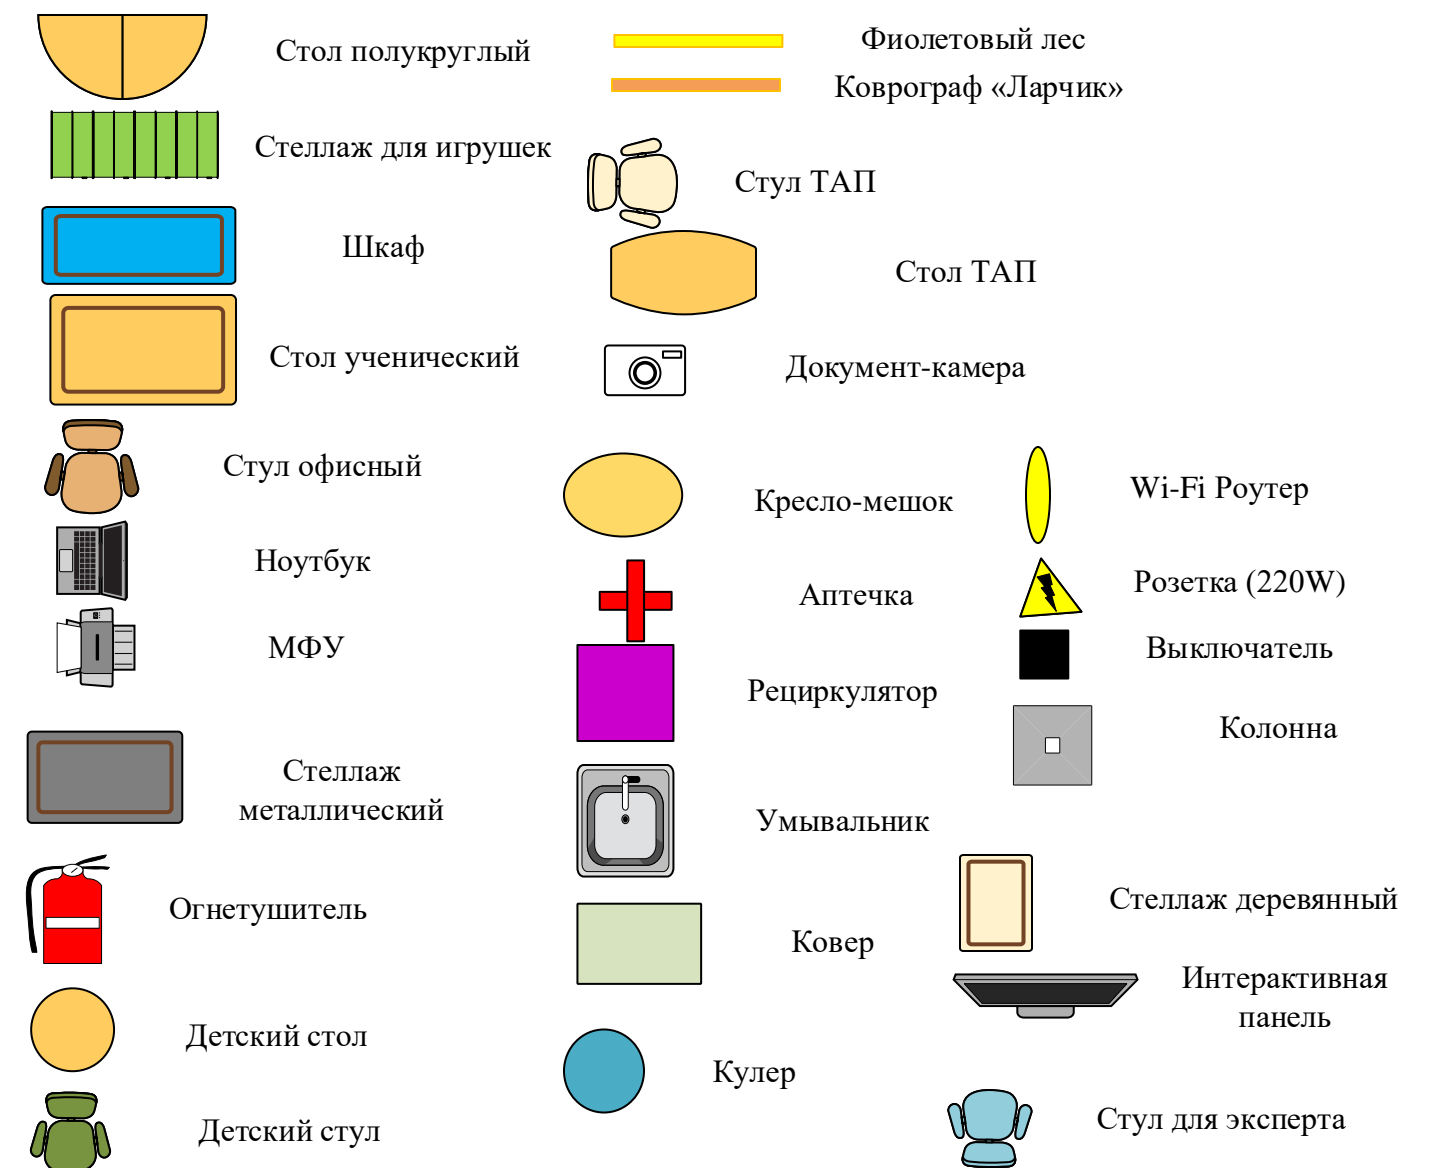 Стол полукруглый
Фиолетовый лес
Коврограф «Ларчик»
Стеллаж для игрушек
Стул ТАП
Шкаф
Стол ТАП
Стол ученический
Документ-камера
Стул офисный
Кресло-мешок
Wi-Fi Роутер
Ноутбук
Аптечка
Розетка (220W)
МФУ
Рециркулятор
Выключатель
Колонна
Стеллаж
металлический
Умывальник
Стеллаж деревянный
Огнетушитель
Ковер
Интерактивная
панель
Детский стол
Кулер
Стул для эксперта
Детский стул